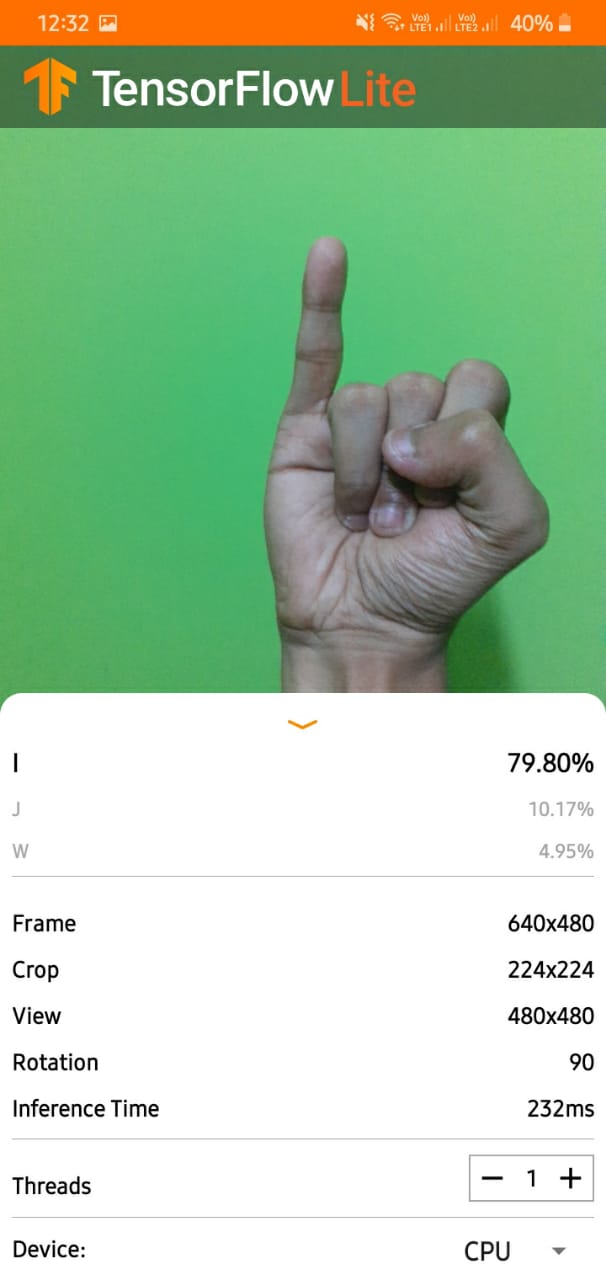 12:32 Vo)) LTE1 Vo)) LTE2 40%
TensorFlow Lite
I 79.80%
J 10.17%
W 4.95%
Frame 640x480
Crop 224x224
View 480x480
Rotation 90
Inference Time 232ms
Threads 1
Device: CPU